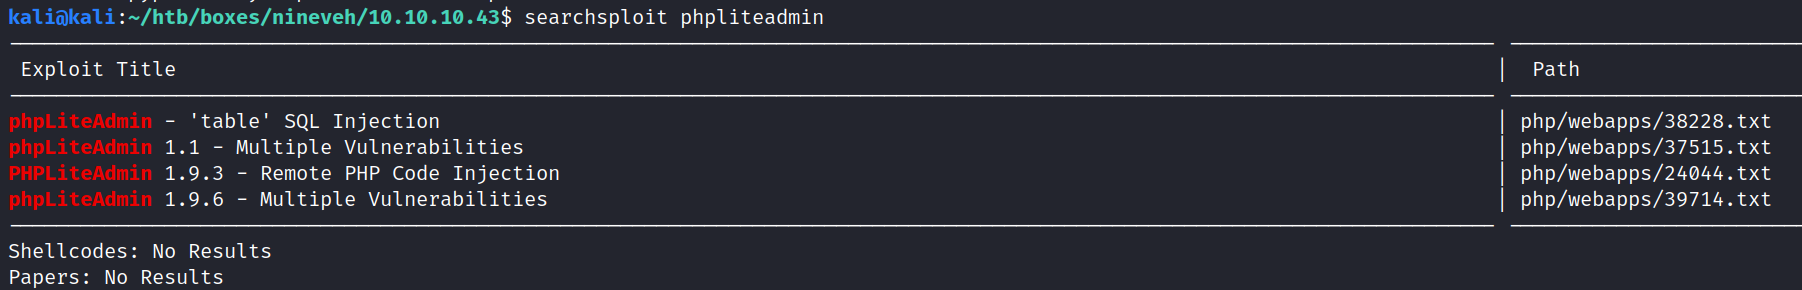 kali@kali:~/htb/boxes/nineveh/10.10.10.43$ searchsploit phpliteadmin
Exploit Title | Path
phpLiteAdmin - 'table' SQL Injection | php/webapps/38228.txt
phpLiteAdmin 1.1 - Multiple Vulnerabilities | php/webapps/37515.txt
PHPLiteAdmin 1.9.3 - Remote PHP Code Injection | php/webapps/24044.txt
phpLiteAdmin 1.9.6 - Multiple Vulnerabilities | php/webapps/39714.txt
Shellcodes: No Results
Papers: No Results